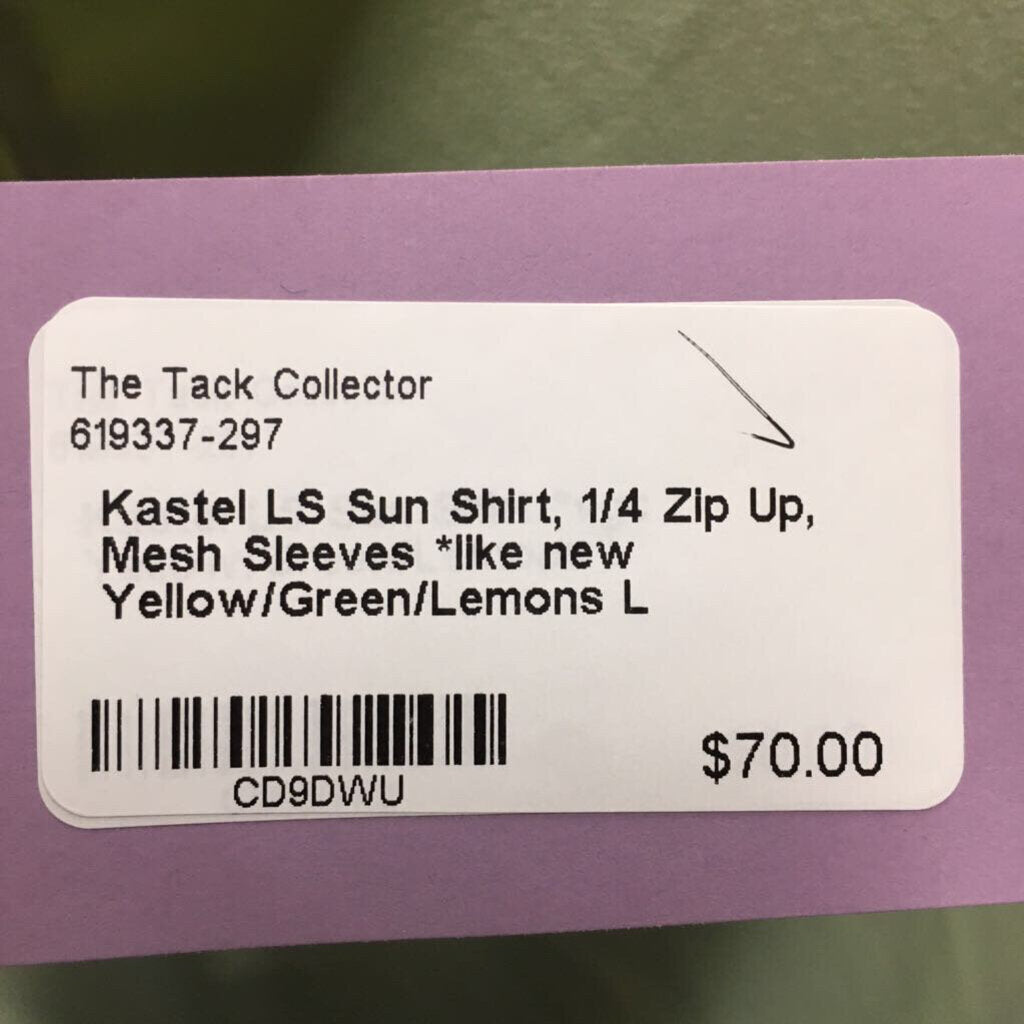 The Tack Collector
619337-297
Kastel LS Sun Shirt, 1/4 Zip Up,
Mesh Sleeves *like new
Yellow/Green/Lemons L
CD9DWU
$70.00